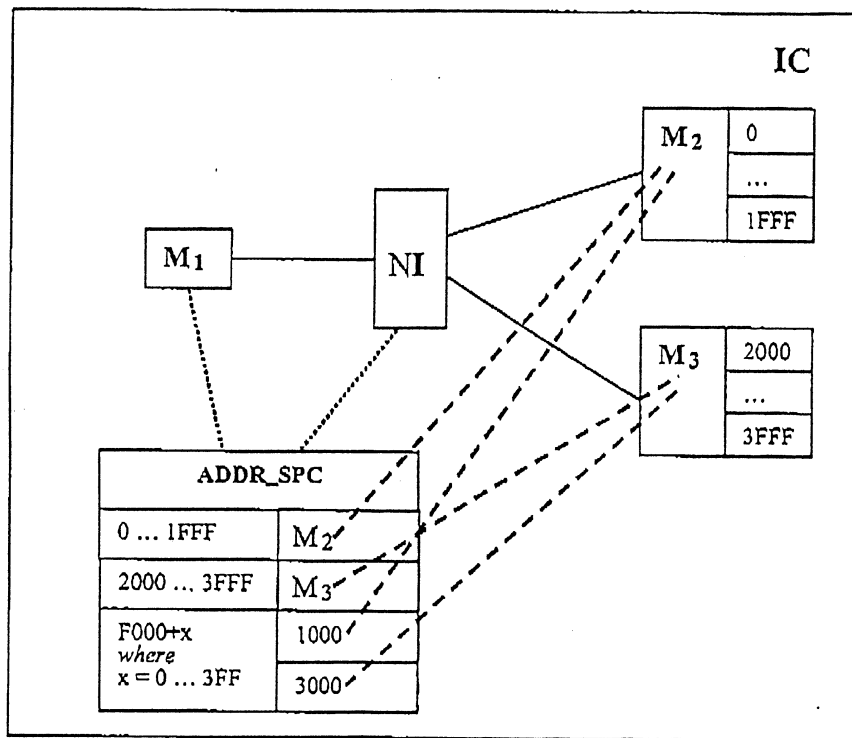 IC
M2
0
...
1FFF
M1
NI
M3
2000
...
3FFF
ADDR_SPC
0 ... 1FFF
M2
2000 ... 3FFF
M3
F000+x
where
x = 0 ... 3FF
1000
3000